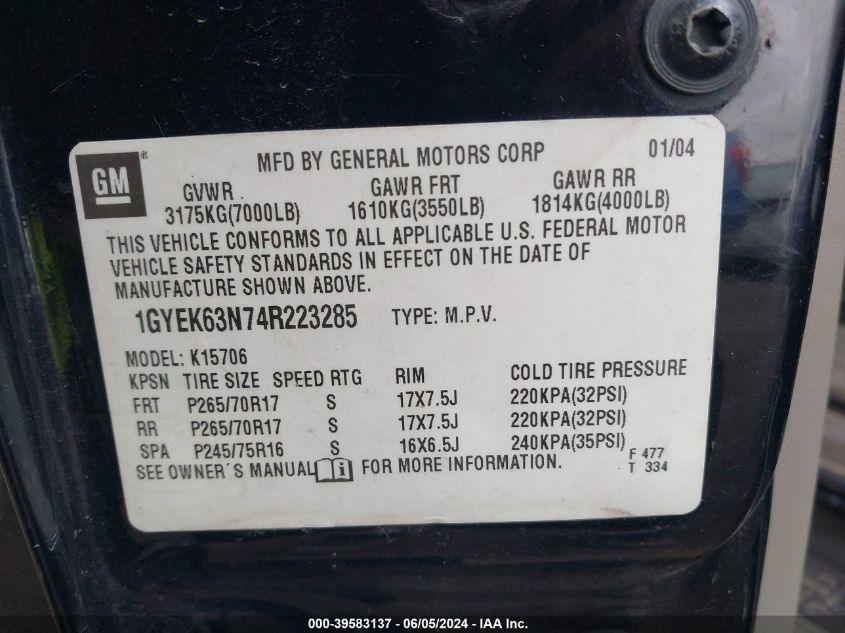 GM ® MFD BY GENERAL MOTORS CORP 01/04
GVWR GAWR FRT GAWR RR
3175KG(7000LB) 1610KG(3550LB) 1814KG(4000LB)
THIS VEHICLE CONFORMS TO ALL APPLICABLE U.S. FEDERAL MOTOR
VEHICLE SAFETY STANDARDS IN EFFECT ON THE DATE OF
MANUFACTURE SHOWN ABOVE.
1GYEK63N74R223285 TYPE: M.P.V.
MODEL: K15706
KPSN TIRE SIZE SPEED RTG RIM COLD TIRE PRESSURE
FRT P265/70R17 S 17X7.5J 220KPA(32PSI)
RR P265/70R17 S 17X7.5J 220KPA(32PSI)
SPA P245/75R16 S 16X6.5J 240KPA(35PSI)
SEE OWNER´S MANUAL i FOR MORE INFORMATION. F 477
T 334
000-39583137 - 06/05/2024 - IAA Inc.